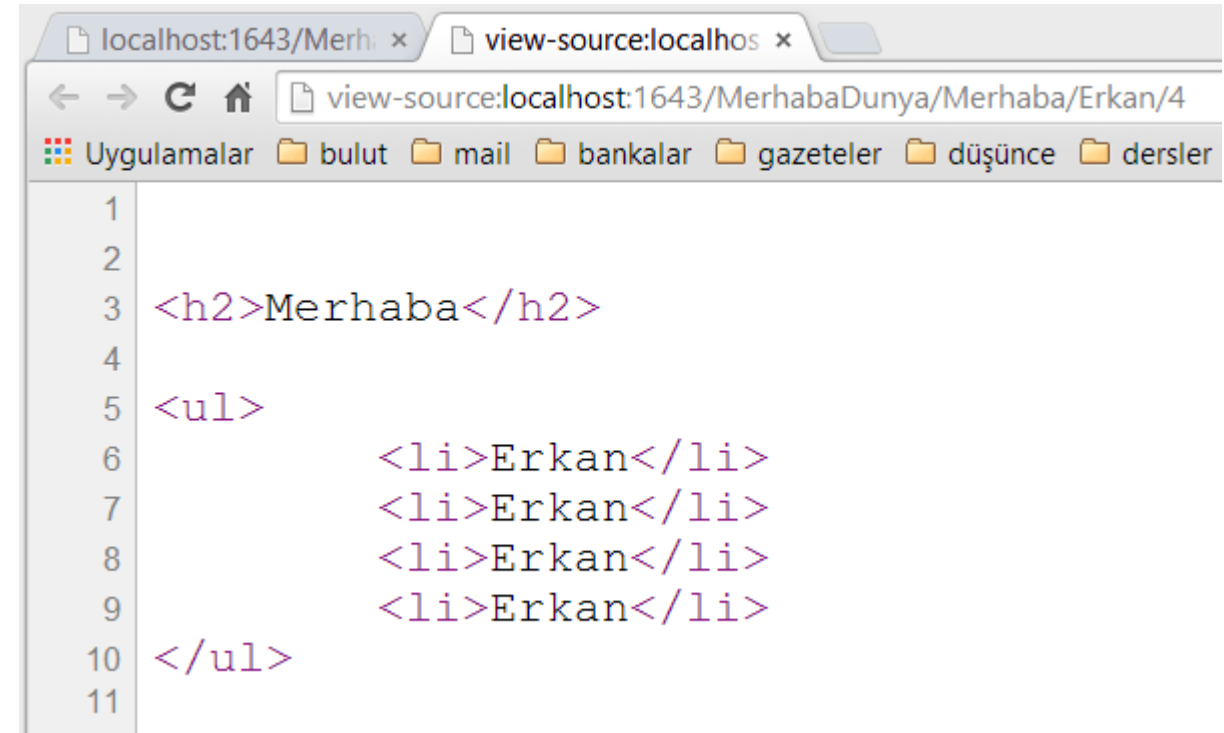 localhost:1643/Merh × view-source:localhos ×
view-source:localhost:1643/MerhabaDunya/Merhaba/Erkan/4
Uygulamalar bulut mail bankalar gazeteler düşünce dersler
1
2
3 <h2>Merhaba</h2>
4
5 <ul>
6 <li>Erkan</li>
7 <li>Erkan</li>
8 <li>Erkan</li>
9 <li>Erkan</li>
10 </ul>
11